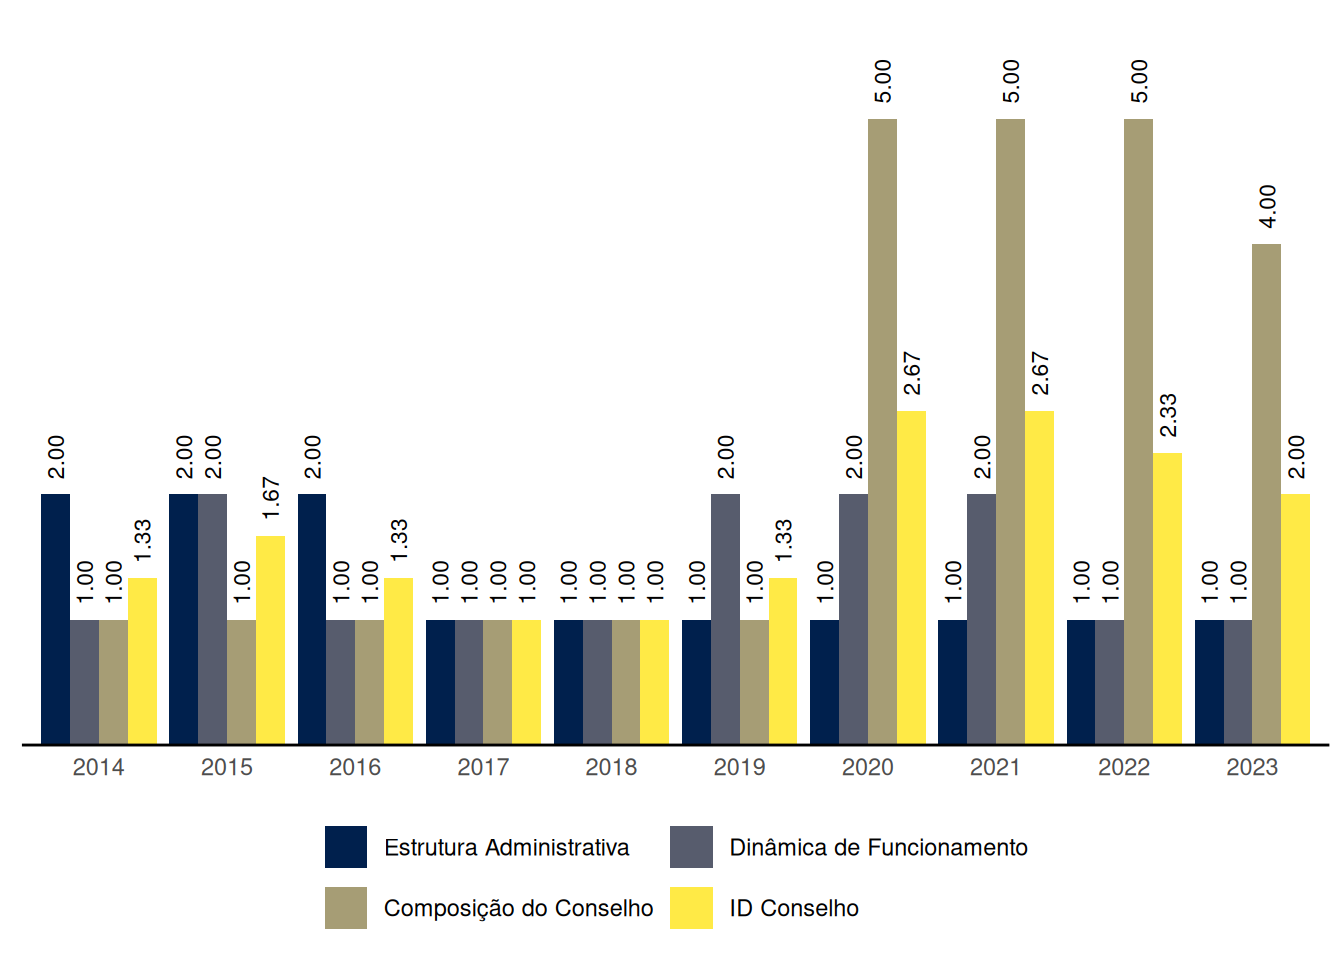 2.00 1.00 1.00 1.33 2.00 2.00 1.00 1.67 2.00 1.00 1.00 1.33 1.00 1.00 1.00 1.00 1.00 1.00 1.00 1.00 1.00 2.00 1.00 1.33 1.00 2.00 5.00 2.67 1.00 2.00 5.00 2.67 1.00 1.00 5.00 2.33 1.00 1.00 4.00 2.00
2014 2015 2016 2017 2018 2019 2020 2021 2022 2023
Estrutura Administrativa Dinâmica de Funcionamento
Composição do Conselho ID Conselho